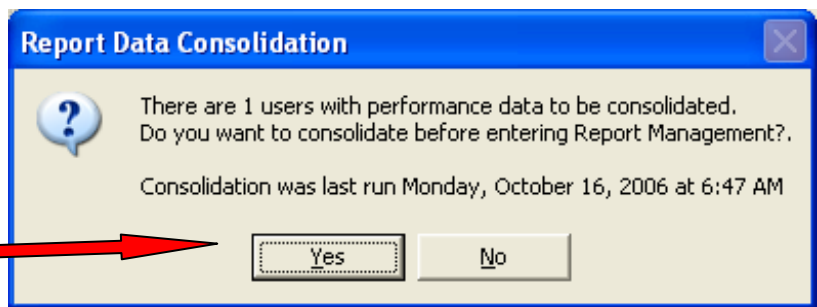 Report Data Consolidation
There are 1 users with performance data to be consolidated.
Do you want to consolidate before entering Report Management?.
Consolidation was last run Monday, October 16, 2006 at 6:47 AM
Yes
No